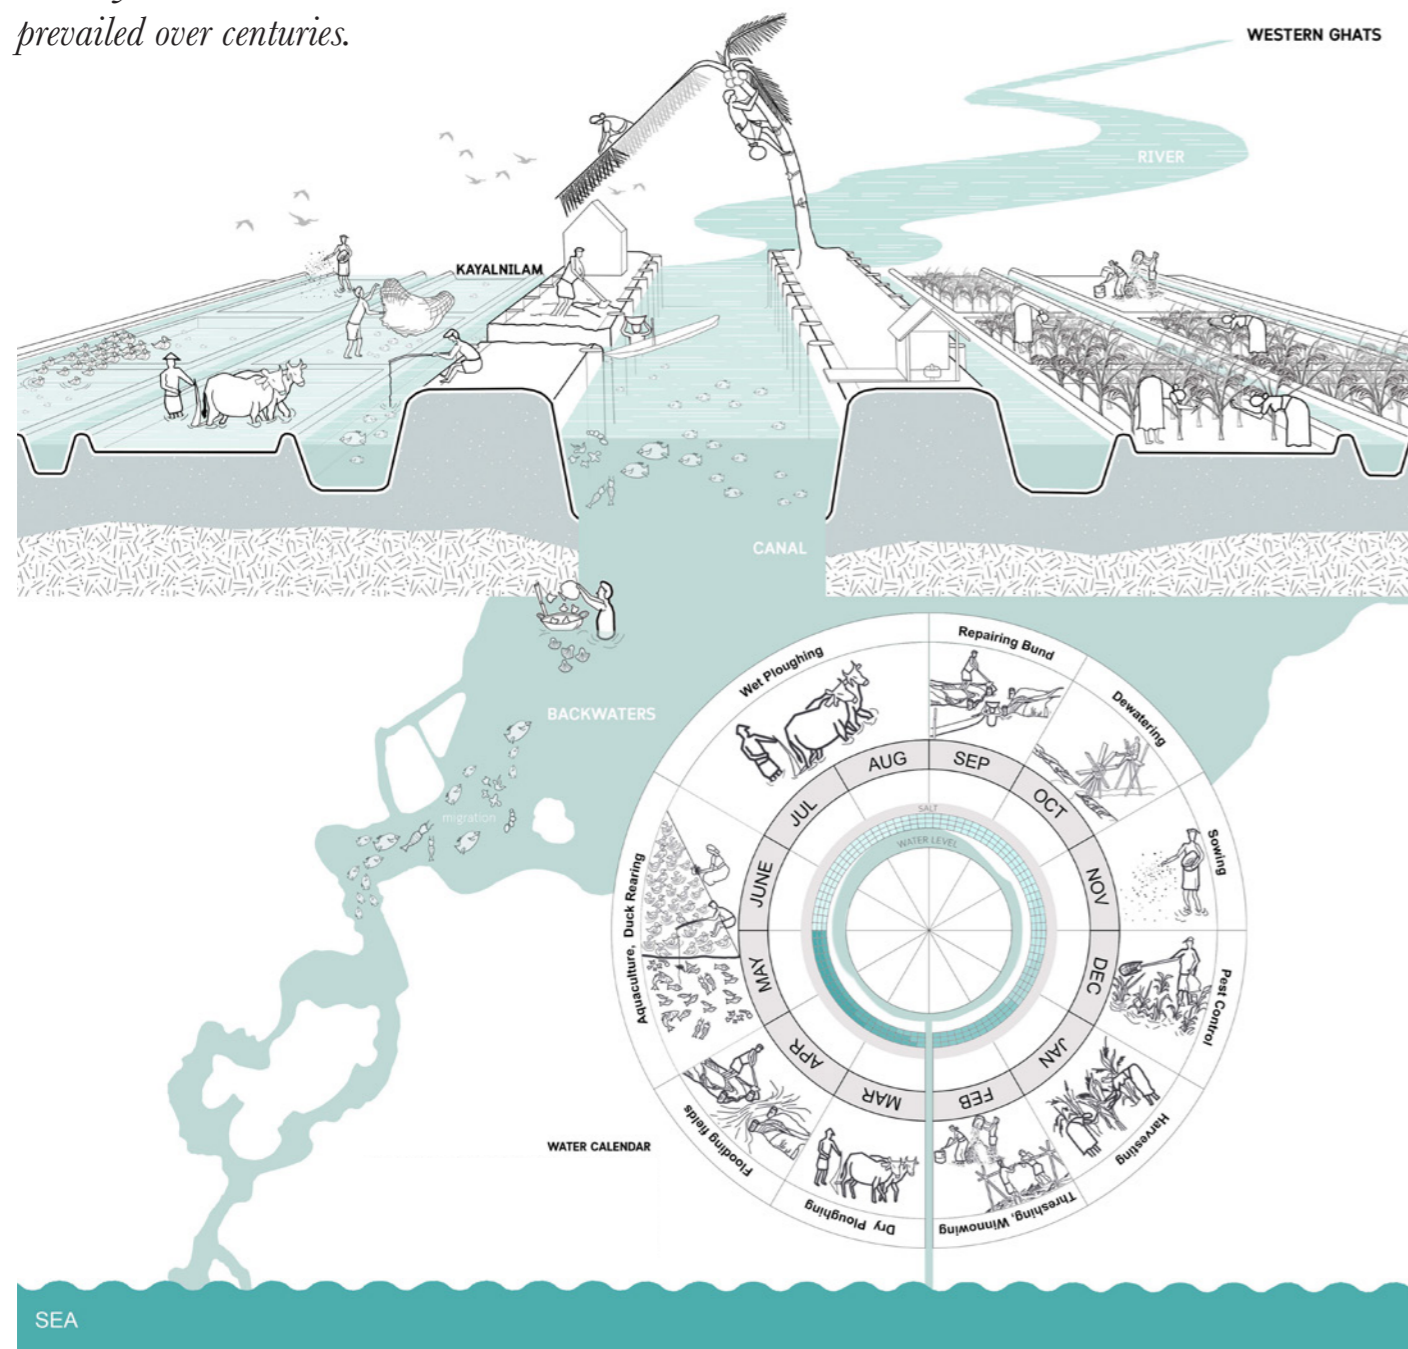 prevailed over centuries.
WESTERN GHATS
RIVER
KAYALNILAM
CANAL
BACKWATERS
migration
Repairing Bund
Dewatering
Sowing
Pest Control
Harvesting
Threshing, Winnowing
Dry Ploughing
Flooding fields
Aquaculture, Duck Rearing
Wet Ploughing
SEP
OCT
NOV
DEC
JAN
FEB
MAR
APR
MAY
JUNE
JUL
AUG
SALT
WATER LEVEL
WATER CALENDAR
SEA